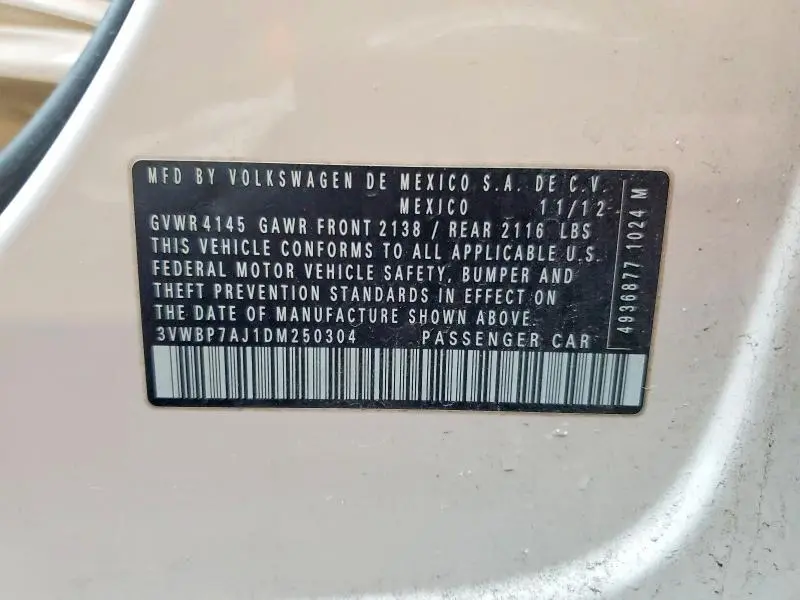 MFD BY VOLKSWAGEN DE MEXICO S.A. DE C.V.
MEXICO 11/12
GVWR 4145 GAWR FRONT 2138 / REAR 2116 LBS
THIS VEHICLE CONFORMS TO ALL APPLICABLE U.S.
FEDERAL MOTOR VEHICLE SAFETY, BUMPER AND
THEFT PREVENTION STANDARDS IN EFFECT ON
THE DATE OF MANUFACTURE SHOWN ABOVE.
3VWBP7AJ1DM250304 PASSENGER CAR
4936877 1024 M